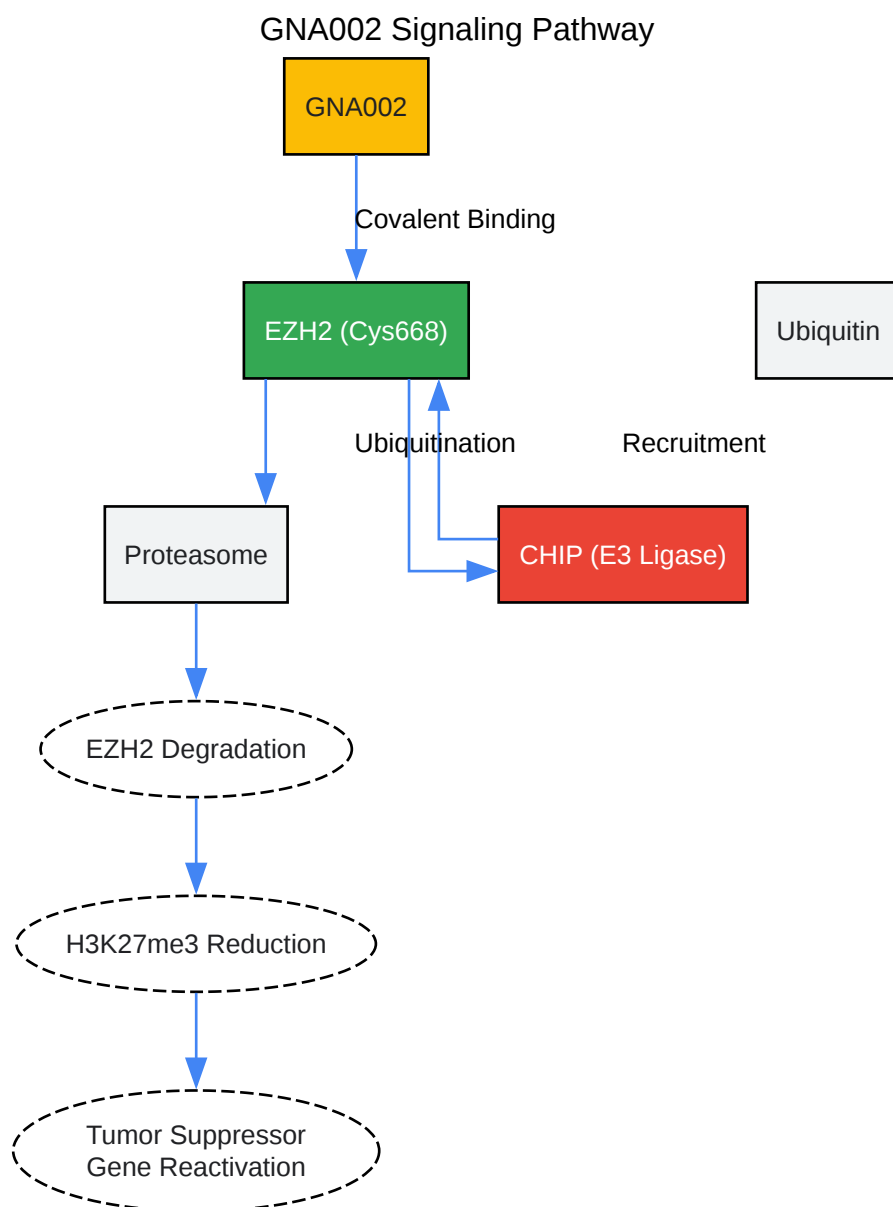 GNA002 Signaling Pathway
GNA002
Covalent Binding
EZH2 (Cys668)
Ubiquitin
Ubiquitination
Recruitment
Proteasome
CHIP (E3 Ligase)
EZH2 Degradation
H3K27me3 Reduction
Tumor Suppressor
Gene Reactivation